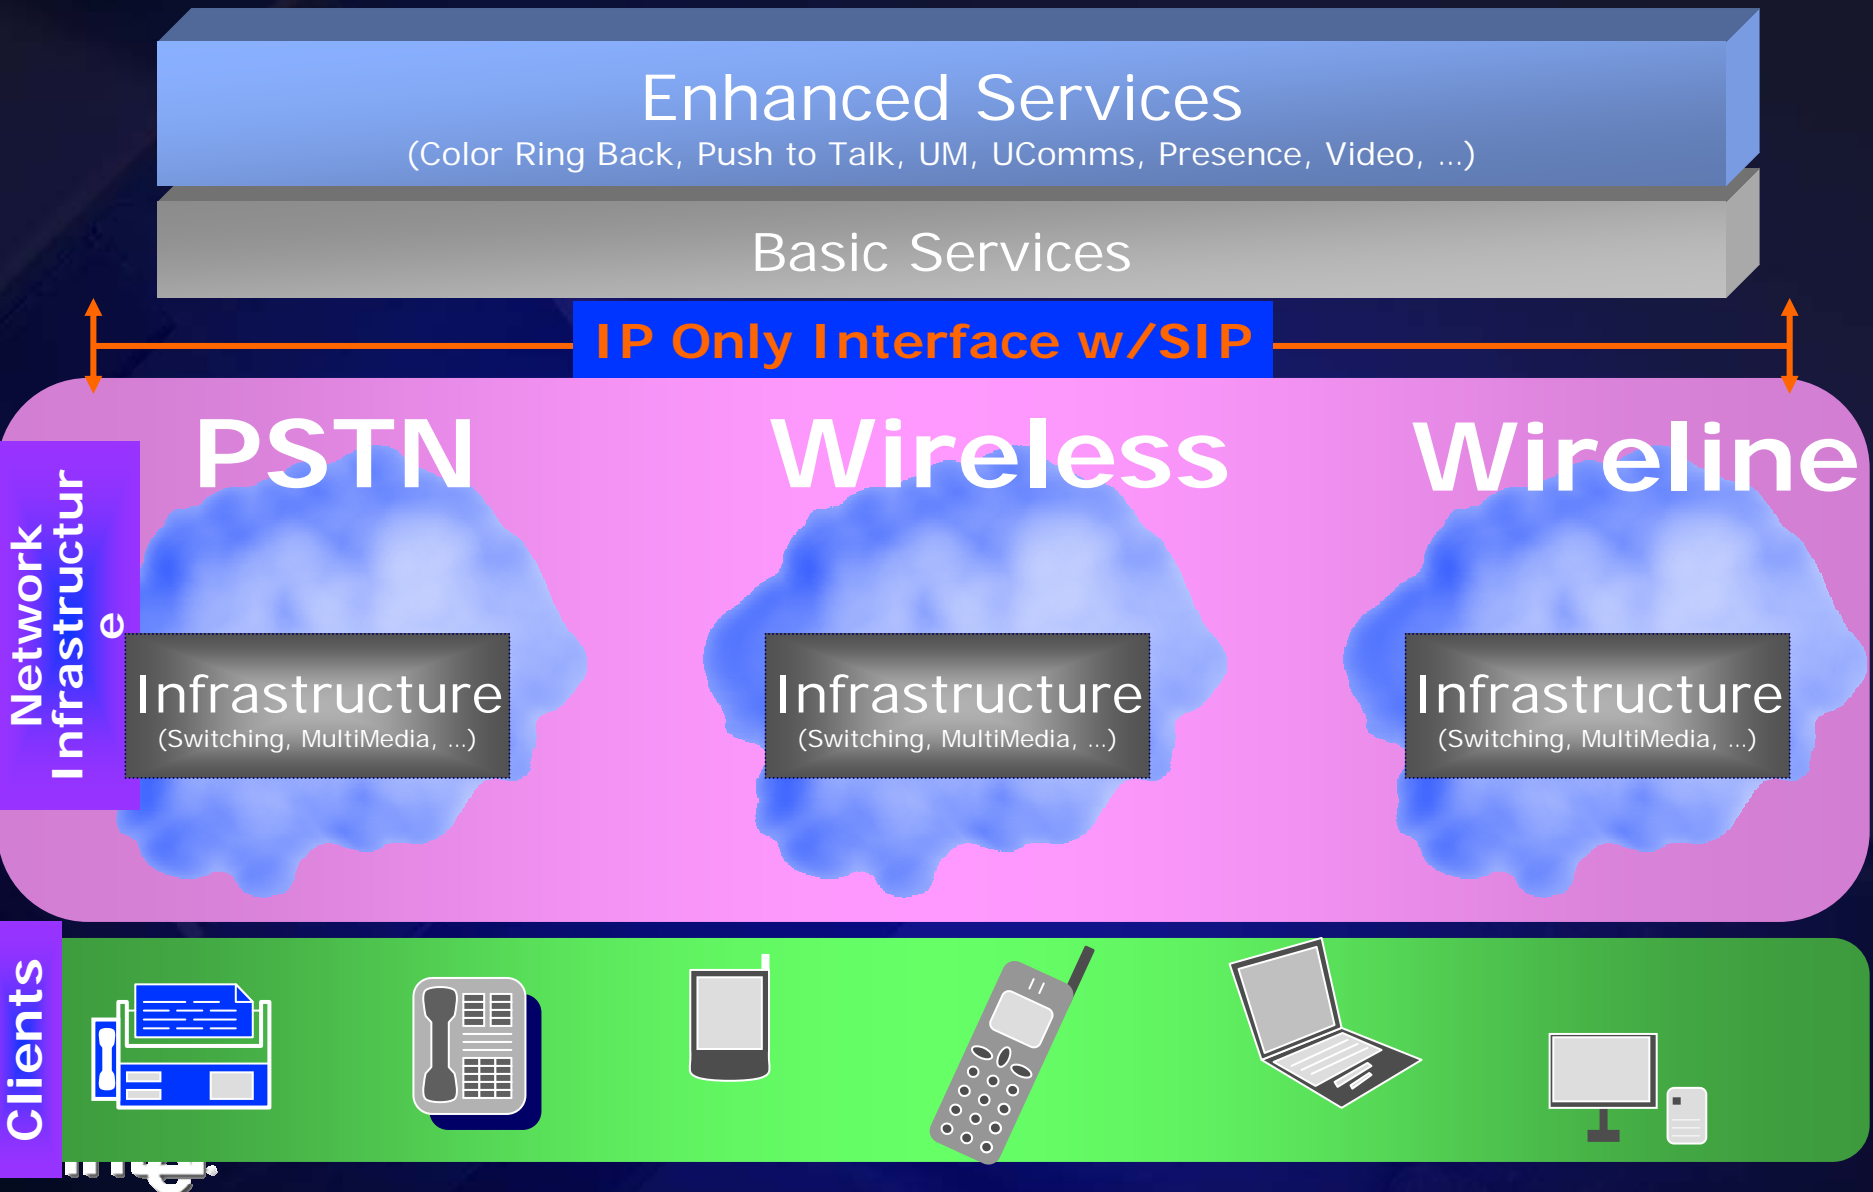 Enhanced Services
(Color Ring Back, Push to Talk, UM, UComms, Presence, Video, ...)
Basic Services
IP Only Interface w/SIP
PSTN
Wireless
Wireline
Network
Infrastructur
e
Infrastructure
(Switching, MultiMedia, ...)
Infrastructure
(Switching, MultiMedia, ...)
Infrastructure
(Switching, MultiMedia, ...)
Clients